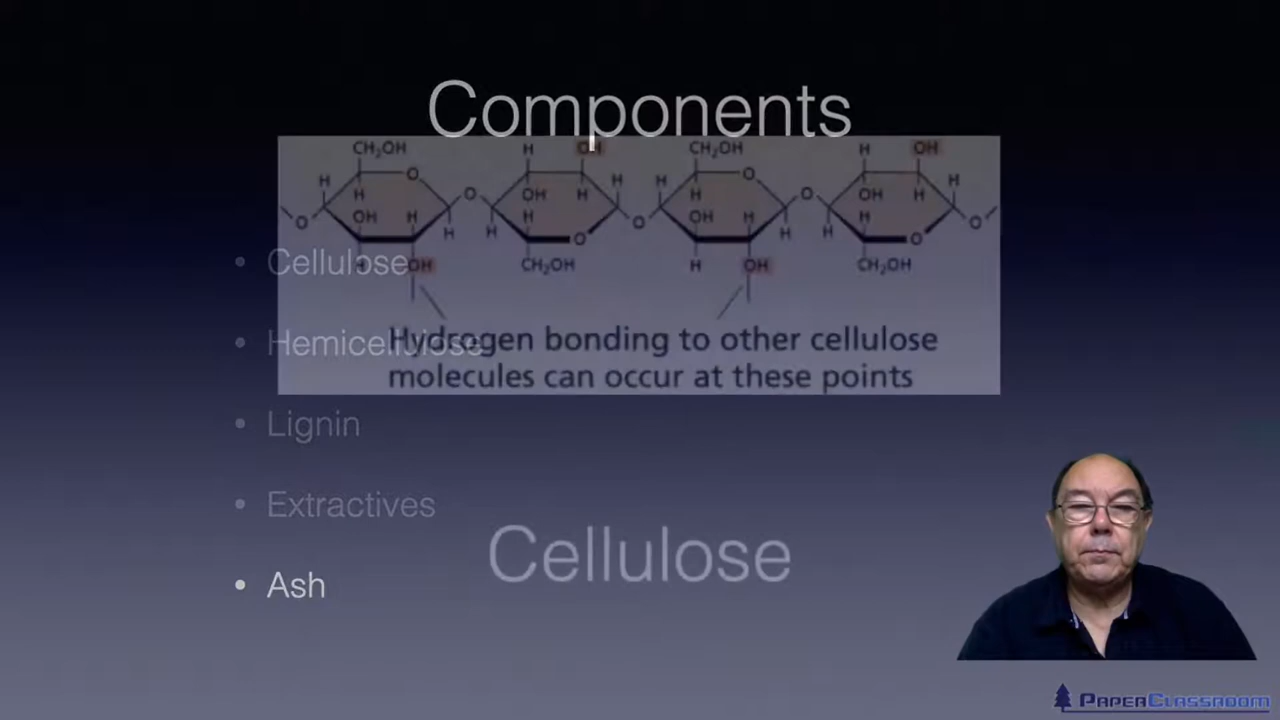 Components
CH₂OH H OH CH₂OH H OH
H O H O H O H O
H OH H H OH H
OH H H OH H
H H O H H O
H OH CH₂OH H OH CH₂OH
• Cellulose
• Hemicellulose
Hydrogen bonding to other cellulose
molecules can occur at these points
• Lignin
• Extractives
Cellulose
• Ash
PaperClassroom